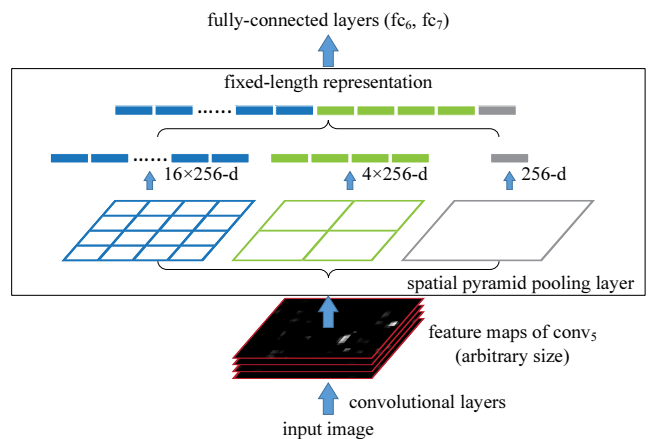 fully-connected layers (fc₆, fc₇)
fixed-length representation
......
......
16×256-d
4×256-d
256-d
spatial pyramid pooling layer
feature maps of conv₅
(arbitrary size)
convolutional layers
input image